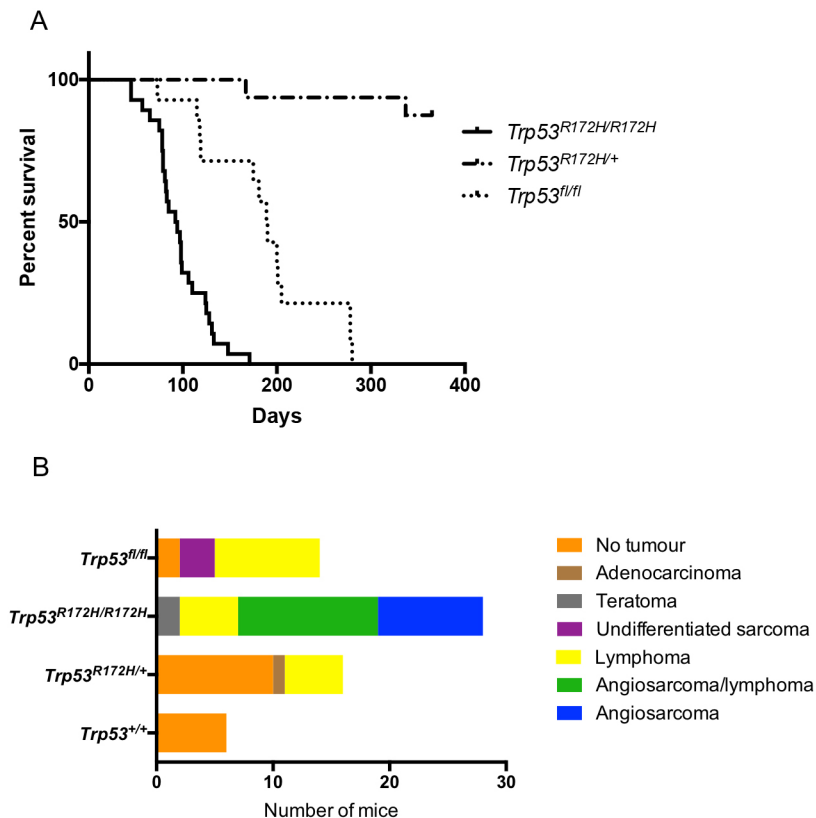 A
100
50
0
Percent survival
0 100 200 300 400
Days
Trp53R172H/R172H
Trp53R172H/+
Trp53fl/fl
B
Trp53fl/fl
Trp53R172H/R172H
Trp53R172H/+
Trp53+/+
0 10 20 30
Number of mice
No tumour
Adenocarcinoma
Teratoma
Undifferentiated sarcoma
Lymphoma
Angiosarcoma/lymphoma
Angiosarcoma